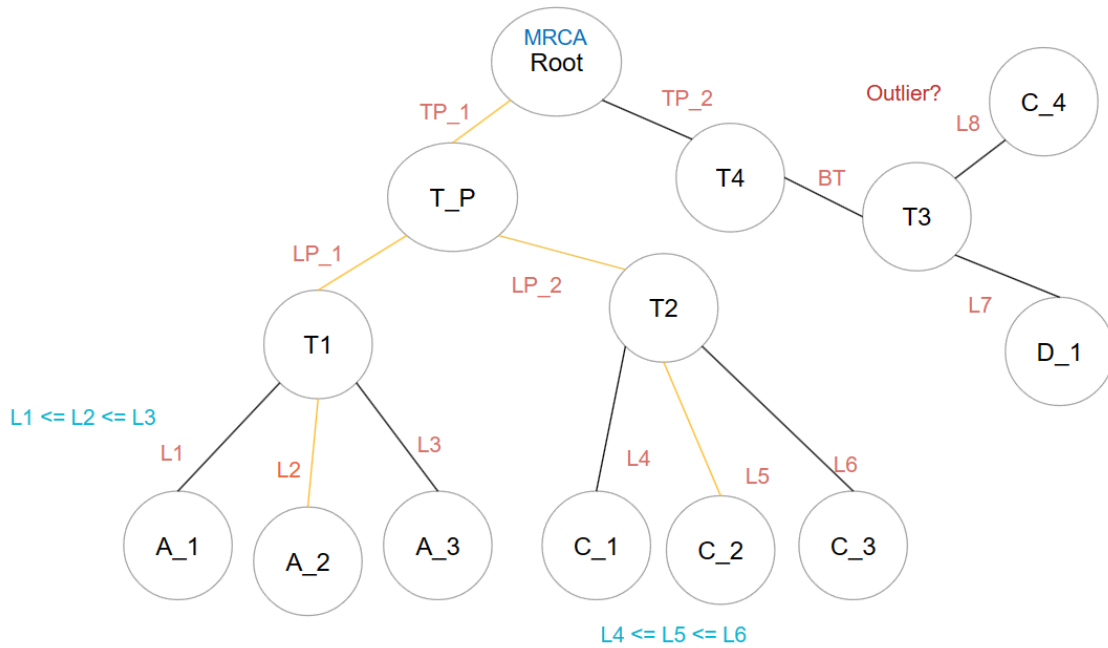 MRCA
Root
Outlier?
C_4
TP_1
TP_2
L8
T4
BT
T_P
T3
LP_1
LP_2
L7
T1
T2
D_1
L1 <= L2 <= L3
L1
L2
L3
L4
L5
L6
A_1
A_2
A_3
C_1
C_2
C_3
L4 <= L5 <= L6